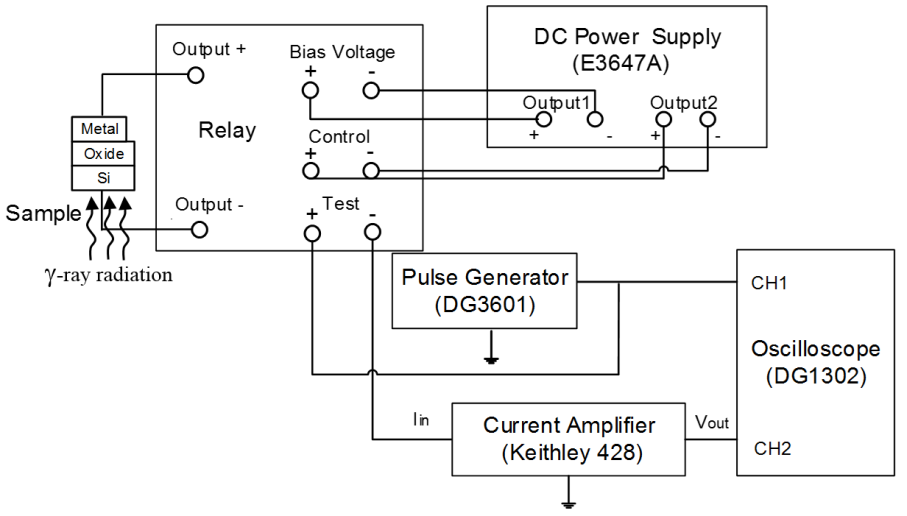 Output +
Bias Voltage
+ -
DC Power Supply
(E3647A)
Output1 Output2
+ - + -
Metal
Oxide
Si
Relay
Control
+ -
Sample
Output -
Test
+ -
γ-ray radiation
Pulse Generator
(DG3601)
CH1
Oscilloscope
(DG1302)
Iin
Current Amplifier
(Keithley 428)
Vout
CH2